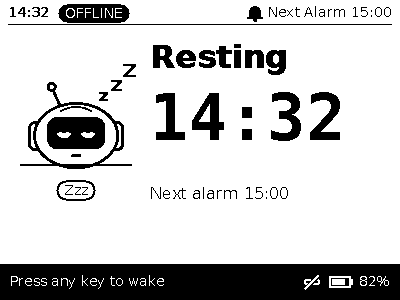 14:32 OFFLINE Next Alarm 15:00
Resting
z z Z
14:32
Zzz
Next alarm 15:00
Press any key to wake 82%